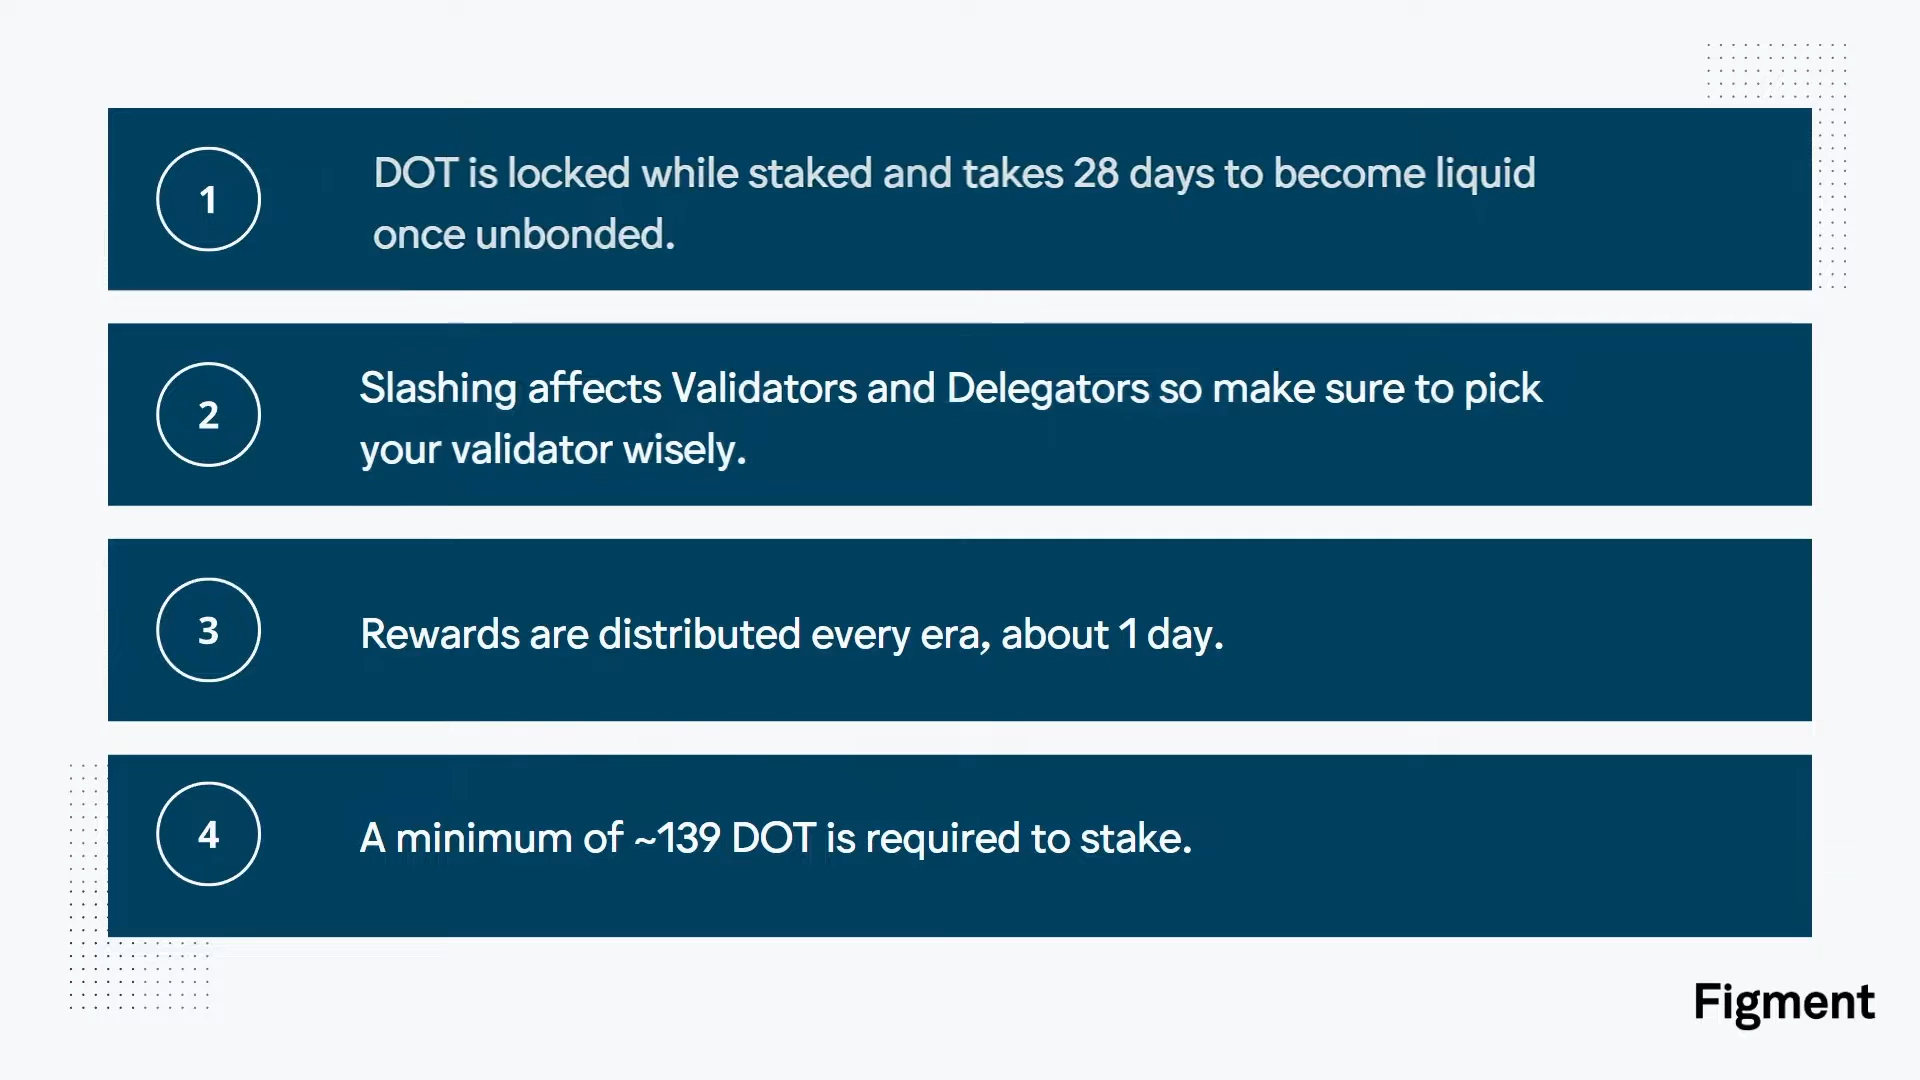 1
DOT is locked while staked and takes 28 days to become liquid
once unbonded.
2
Slashing affects Validators and Delegators so make sure to pick
your validator wisely.
3
Rewards are distributed every era, about 1 day.
4
A minimum of ~139 DOT is required to stake.
Figment